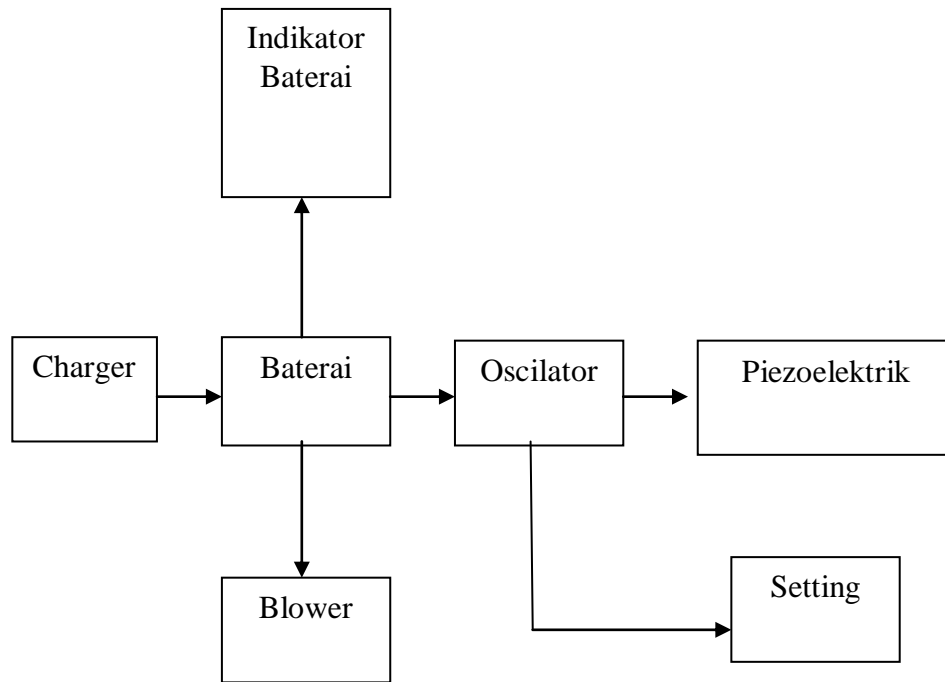 Indikator
Baterai
Charger
Baterai
Oscilator
Piezoelektrik
Blower
Setting